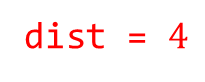 dist = 4